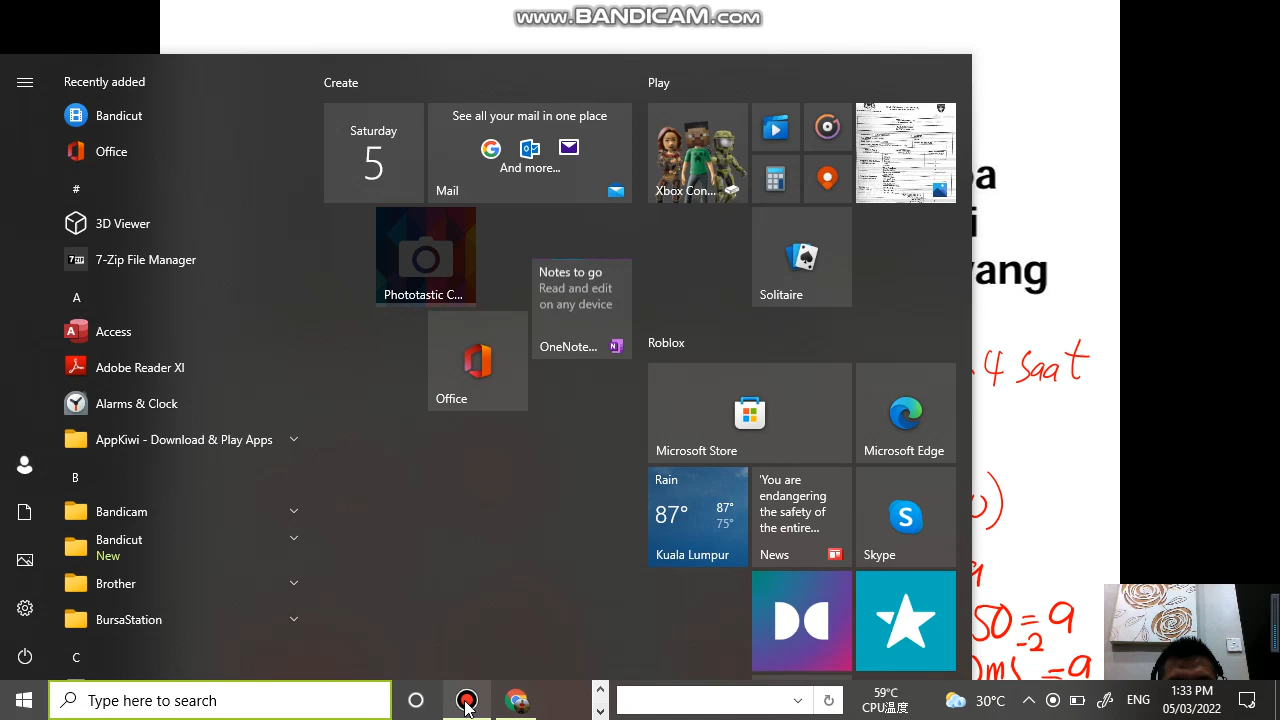 www.BANDICAM.com
Recently added
Bandicut
Office
#
3D Viewer
7-Zip File Manager
A
Access
Adobe Reader XI
Alarms & Clock
AppKiwi - Download & Play Apps
B
Bandicam
Bandicut
New
Brother
BursaStation
C
Create
Saturday
5
See all your mail in one place
And more...
Mail
Phototastic C...
Notes to go
Read and edit
on any device
OneNote...
Office
Play
Xbox Con...
Solitaire
Roblox
Microsoft Store
Microsoft Edge
Rain
87°
87°
75°
Kuala Lumpur
'You are
endangering
the safety of
the entire...
News
Skype
yang
4 saat
50 = a
-2
= a
Type here to search
59°C
CPU温度
30°C
ENG
1:33 PM
05/03/2022